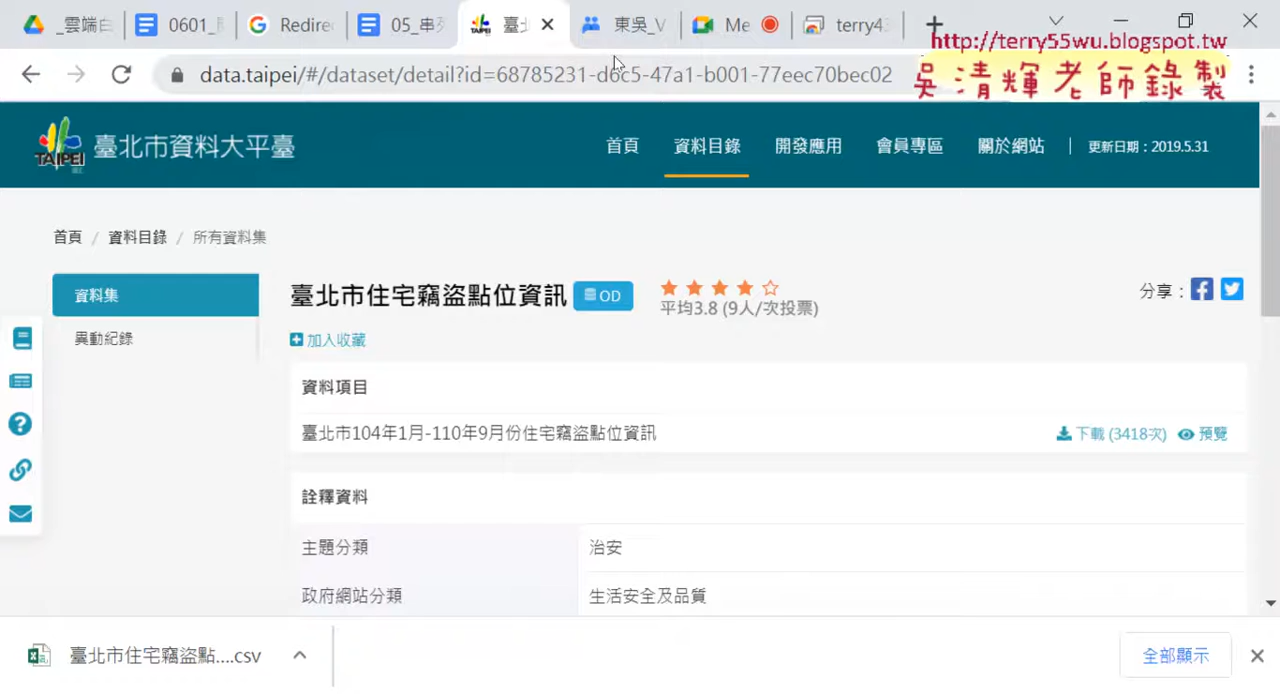 _雲端白
0601_
Redirec
05_串列
臺北
東吳_V
Me
terry43
http://terry55wu.blogspot.tw
data.taipei/#/dataset/detail?id=68785231-d6c5-47a1-b001-77eec70bec02
吳清輝老師錄製
TAIPEI
臺北市資料大平臺
首頁
資料目錄
開發應用
會員專區
關於網站
更新日期：2019.5.31
首頁 / 資料目錄 / 所有資料集
資料集
臺北市住宅竊盜點位資訊
OD
平均3.8 (9人/次投票)
分享：
異動紀錄
加入收藏
資料項目
臺北市104年1月-110年9月份住宅竊盜點位資訊
下載 (3418次)
預覽
詮釋資料
主題分類
治安
政府網站分類
生活安全及品質
臺北市住宅竊盜點....csv
全部顯示